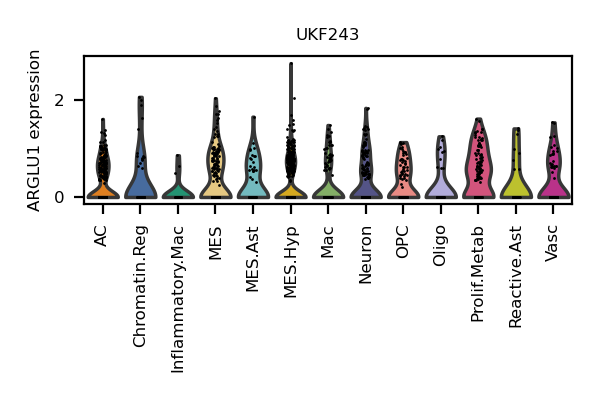 UKF243
ARGLU1 expression
2
0
AC
Chromatin.Reg
Inflammatory.Mac
MES
MES.Ast
MES.Hyp
Mac
Neuron
OPC
Oligo
Prolif.Metab
Reactive.Ast
Vasc